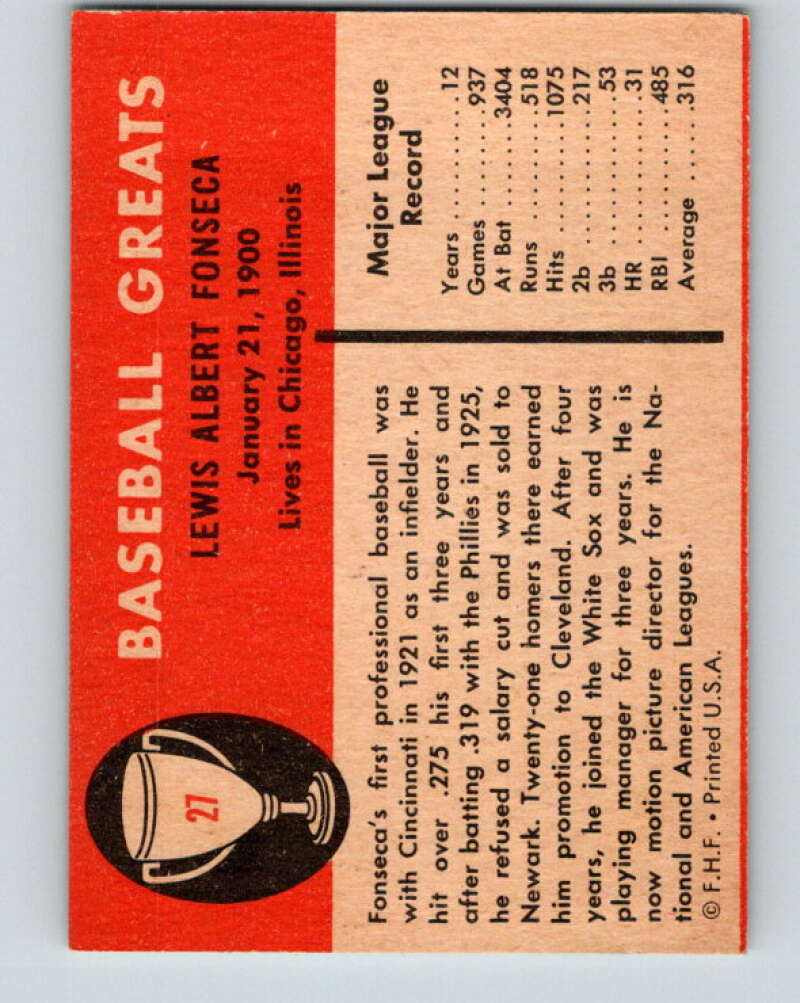 BASEBALL GREATS
LEWIS ALBERT FONSECA
January 21, 1900
Lives in Chicago, Illinois
27
Fonseca's first professional baseball was
with Cincinnati in 1921 as an infielder. He
hit over .275 his first three years and
after batting .319 with the Phillies in 1925,
he refused a salary cut and was sold to
Newark. Twenty-one homers there earned
him promotion to Cleveland. After four
years, he joined the White Sox and was
playing manager for three years. He is
now motion picture director for the Na-
tional and American Leagues.
© F.H.F. • Printed U.S.A.
Major League
Record
Years . . . . . . . . . 12
Games . . . . . . . . 937
At Bat . . . . . . . 3404
Runs . . . . . . . . . 518
Hits . . . . . . . . . 1075
2b . . . . . . . . . . . 217
3b . . . . . . . . . . . . 53
HR . . . . . . . . . . . 31
RBI . . . . . . . . . . 485
Average . . . . . .316